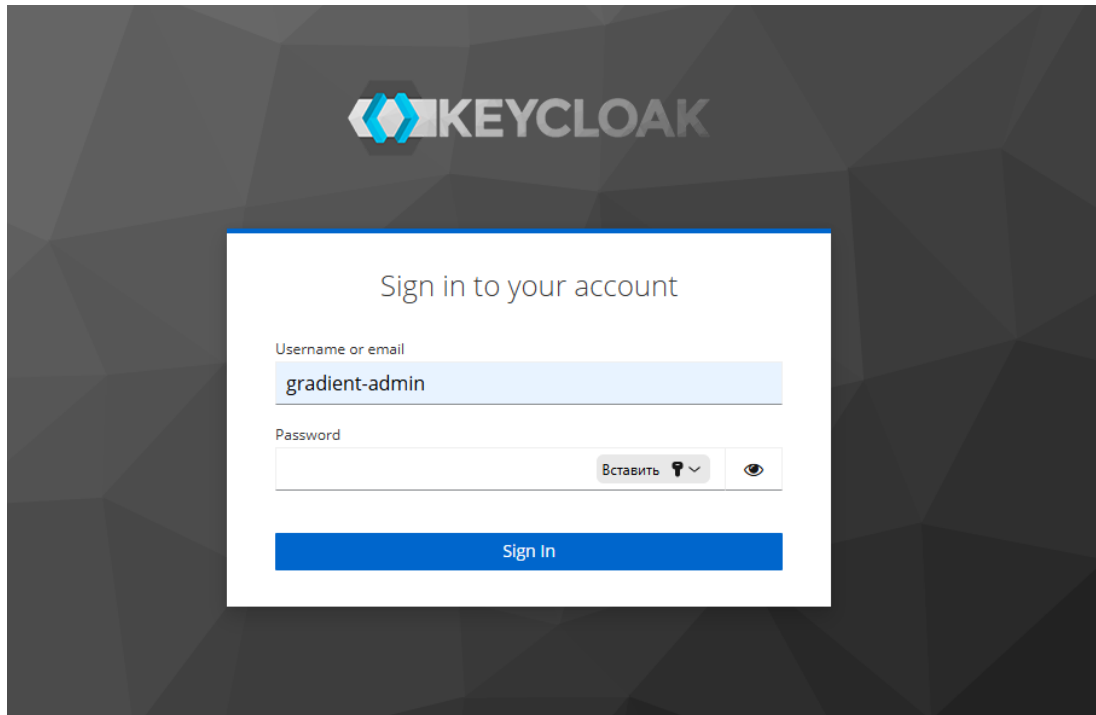 KEYCLOAK
Sign in to your account
Username or email
gradient-admin
Password
Вставить
Sign In